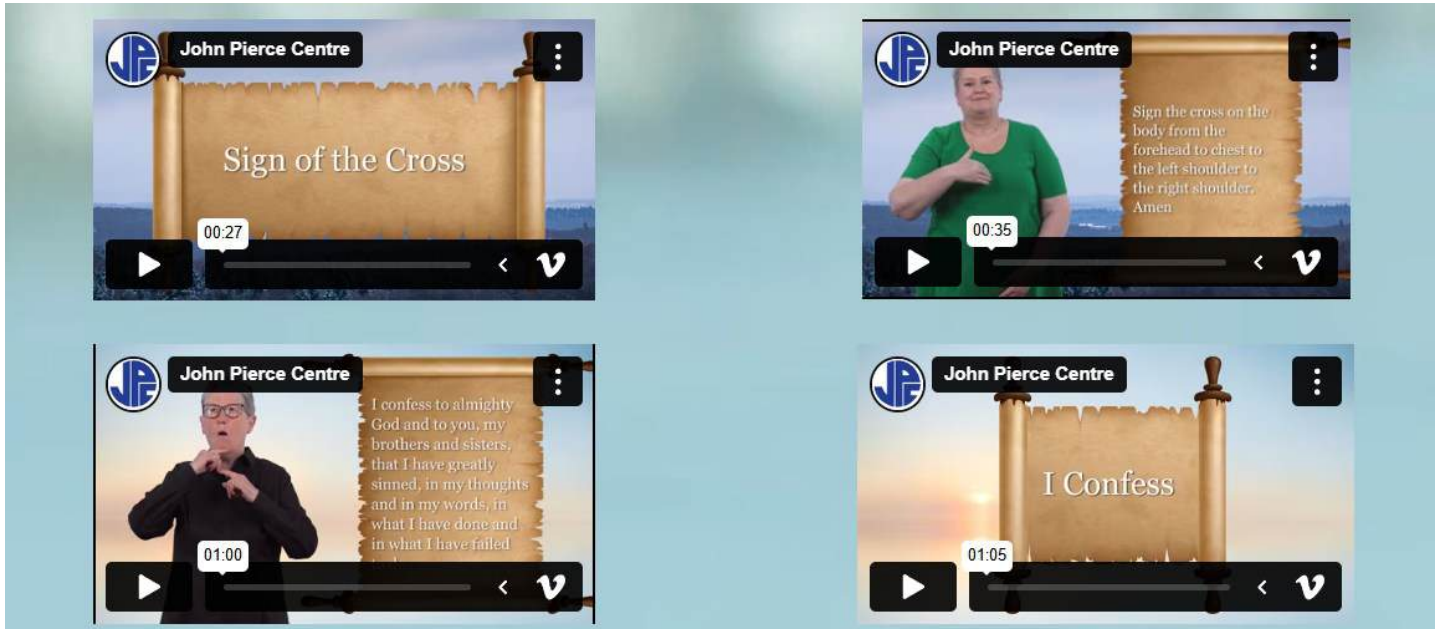 JPC
John Pierce Centre
Sign of the Cross
00:27
JPC
John Pierce Centre
Sign the cross on the
body from the
forehead to chest to
the left shoulder to
the right shoulder.
Amen
00:35
JPC
John Pierce Centre
I confess to almighty
God and to you, my
brothers and sisters,
that I have greatly
sinned, in my thoughts
and in my words, in
what I have done and
in what I have failed
01:00
JPC
John Pierce Centre
I Confess
01:05